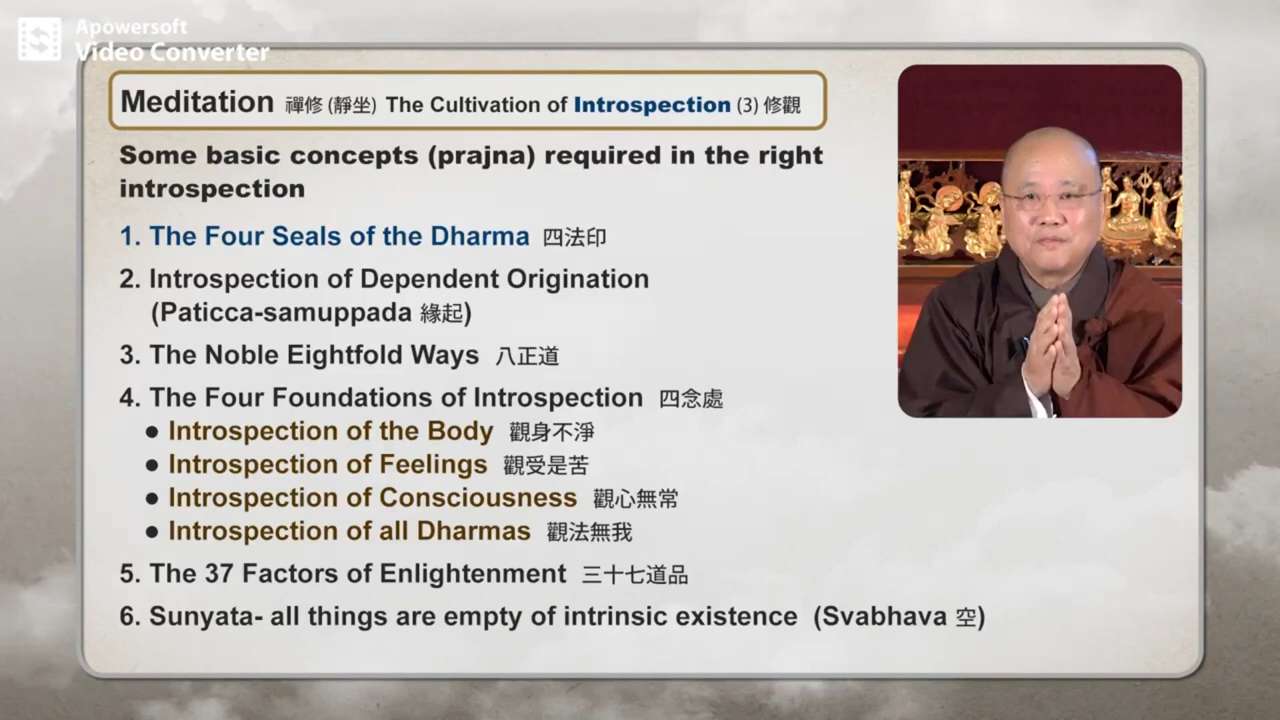 Apowersoft
Video Converter
Meditation 禪修 (靜坐) The Cultivation of Introspection (3) 修觀
Some basic concepts (prajna) required in the right
introspection
1. The Four Seals of the Dharma 四法印
2. Introspection of Dependent Origination
(Paticca-samuppada 緣起)
3. The Noble Eightfold Ways 八正道
4. The Four Foundations of Introspection 四念處
● Introspection of the Body 觀身不淨
● Introspection of Feelings 觀受是苦
● Introspection of Consciousness 觀心無常
● Introspection of all Dharmas 觀法無我
5. The 37 Factors of Enlightenment 三十七道品
6. Sunyata- all things are empty of intrinsic existence (Svabhava 空)